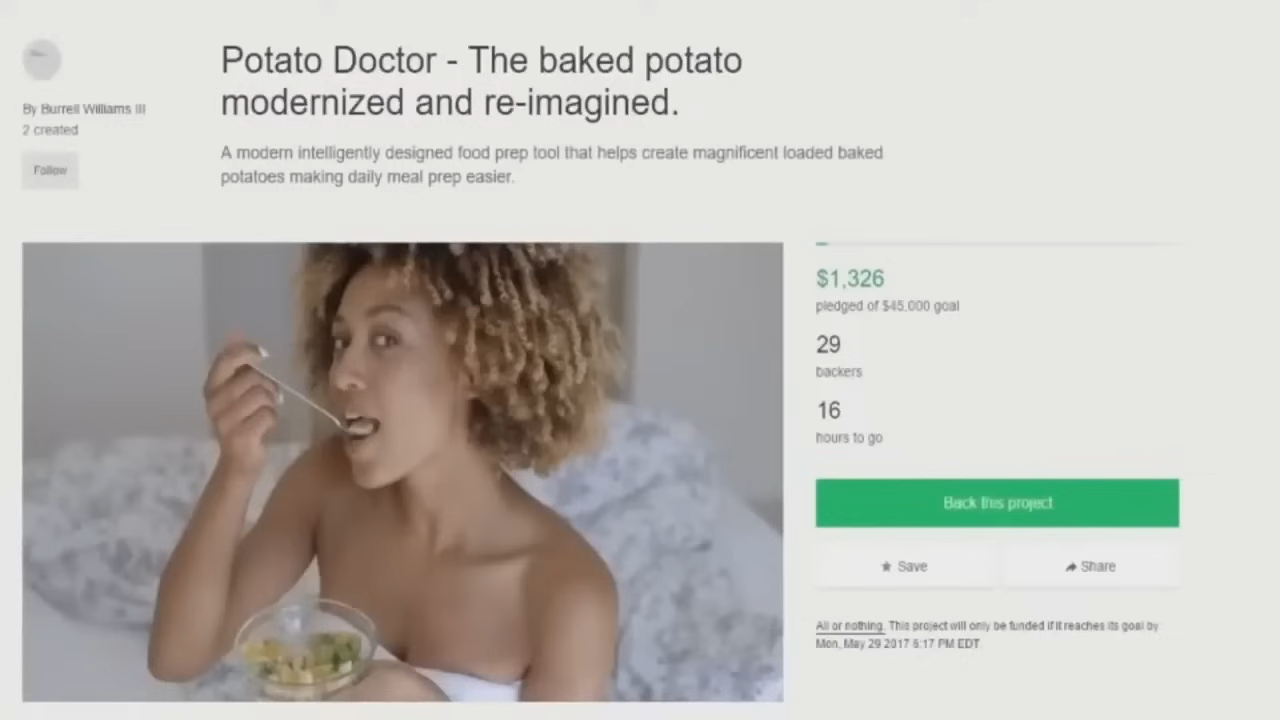 Potato Doctor - The baked potato
modernized and re-imagined.
By Burrell Williams III
2 created
Follow
A modern intelligently designed food prep tool that helps create magnificent loaded baked
potatoes making daily meal prep easier.
$1,326
pledged of $45,000 goal
29
backers
16
hours to go
Back this project
Save
Share
All or nothing. This project will only be funded if it reaches its goal by
Mon, May 29 2017 6:17 PM EDT